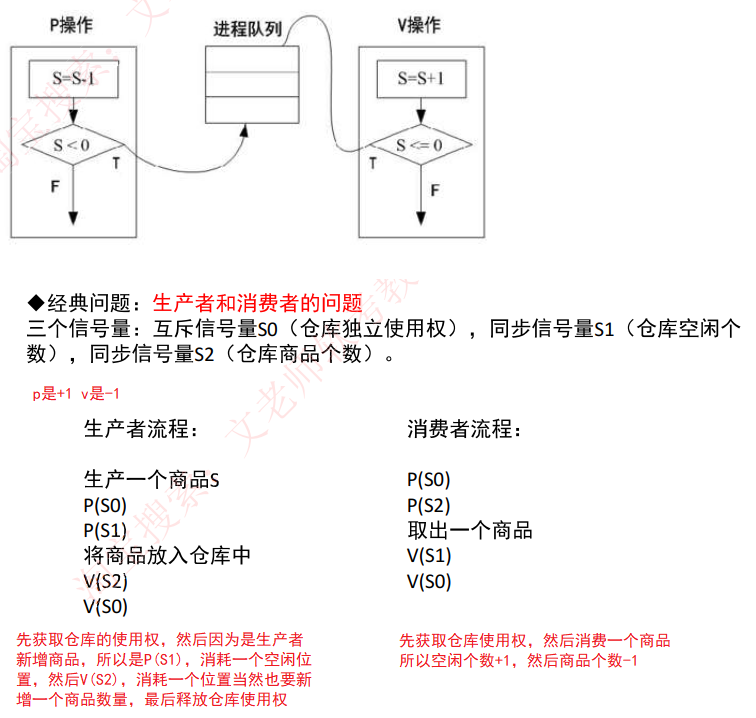 P操作
进程队列
V操作
S=S-1
S=S+1
S < 0
S <= 0
T
T
F
F
◆经典问题：生产者和消费者的问题
三个信号量：互斥信号量S0（仓库独立使用权），同步信号量S1（仓库空闲个
数），同步信号量S2（仓库商品个数）。
p是+1 v是-1
生产者流程：
生产一个商品S
P(S0)
P(S1)
将商品放入仓库中
V(S2)
V(S0)
先获取仓库的使用权，然后因为是生产者
新增商品，所以是P(S1)，消耗一个空闲位
置，然后V(S2)，消耗一个位置当然也要新
增一个商品数量，最后释放仓库使用权
消费者流程：
P(S0)
P(S2)
取出一个商品
V(S1)
V(S0)
先获取仓库使用权，然后消费一个商品
所以空闲个数+1，然后商品个数-1